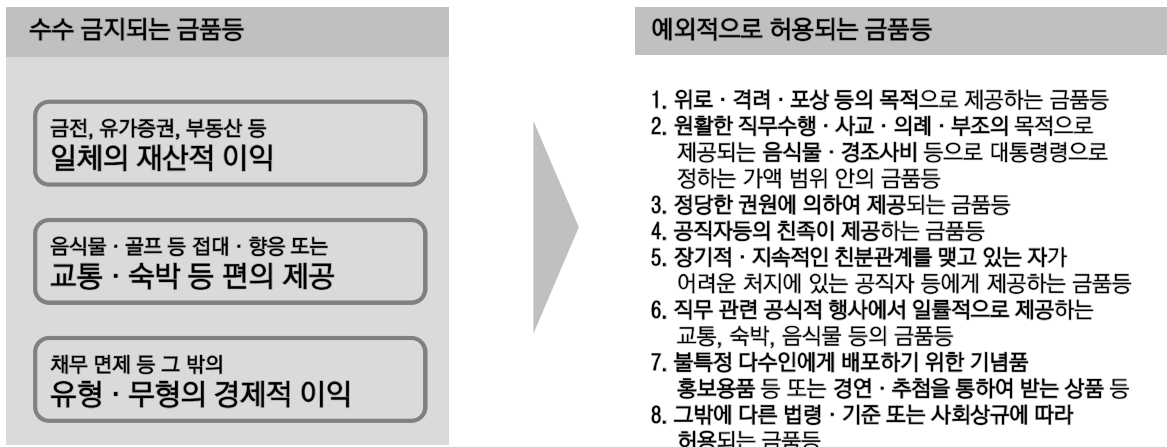 수수 금지되는 금품등
금전, 유가증권, 부동산 등
일체의 재산적 이익
음식물 · 골프 등 접대 · 향응 또는
교통 · 숙박 등 편의 제공
채무 면제 등 그 밖의
유형 · 무형의 경제적 이익
예외적으로 허용되는 금품등
1. 위로 · 격려 · 포상 등의 목적으로 제공하는 금품등
2. 원활한 직무수행 · 사교 · 의례 · 부조의 목적으로
제공되는 음식물 · 경조사비 등으로 대통령령으로
정하는 가액 범위 안의 금품등
3. 정당한 권원에 의하여 제공되는 금품등
4. 공직자등의 친족이 제공하는 금품등
5. 장기적 · 지속적인 친분관계를 맺고 있는 자가
어려운 처지에 있는 공직자 등에게 제공하는 금품등
6. 직무 관련 공식적 행사에서 일률적으로 제공하는
교통, 숙박, 음식물 등의 금품등
7. 불특정 다수인에게 배포하기 위한 기념품
홍보용품 등 또는 경연 · 추첨을 통하여 받는 상품 등
8. 그밖에 다른 법령 · 기준 또는 사회상규에 따라
허용되는 금품등